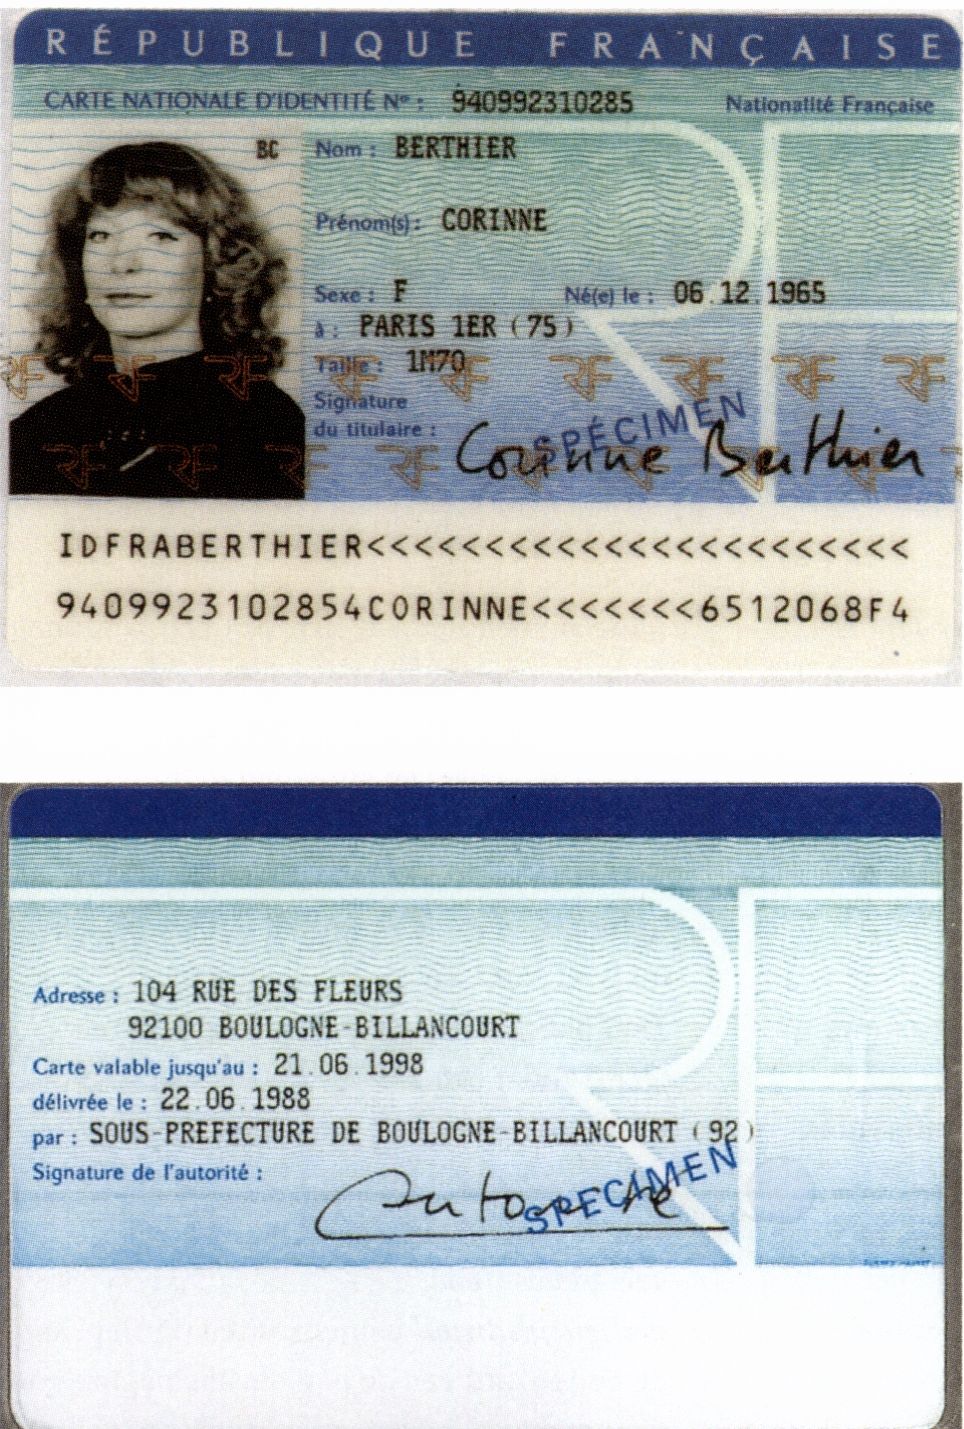 RÉPUBLIQUE FRANÇAISE
CARTE NATIONALE D'IDENTITÉ N° : 940992310285 Nationalité Française
BC Nom : BERTHIER
Prénom(s) : CORINNE
Sexe : F Né(e) le : 06.12.1965
à : PARIS 1ER (75)
Taille : 1M70
Signature
du titulaire : Corinne Berthier
SPÉCIMEN
IDFRABERTHIER<<<<<<<<<<<<<<<<<<<<<<<
9409923102854CORINNE<<<<<<<6512068F4
Adresse : 104 RUE DES FLEURS
92100 BOULOGNE-BILLANCOURT
Carte valable jusqu'au : 21.06.1998
délivrée le : 22.06.1988
par : SOUS-PREFECTURE DE BOULOGNE-BILLANCOURT (92)
Signature de l'autorité :
SPECIMEN